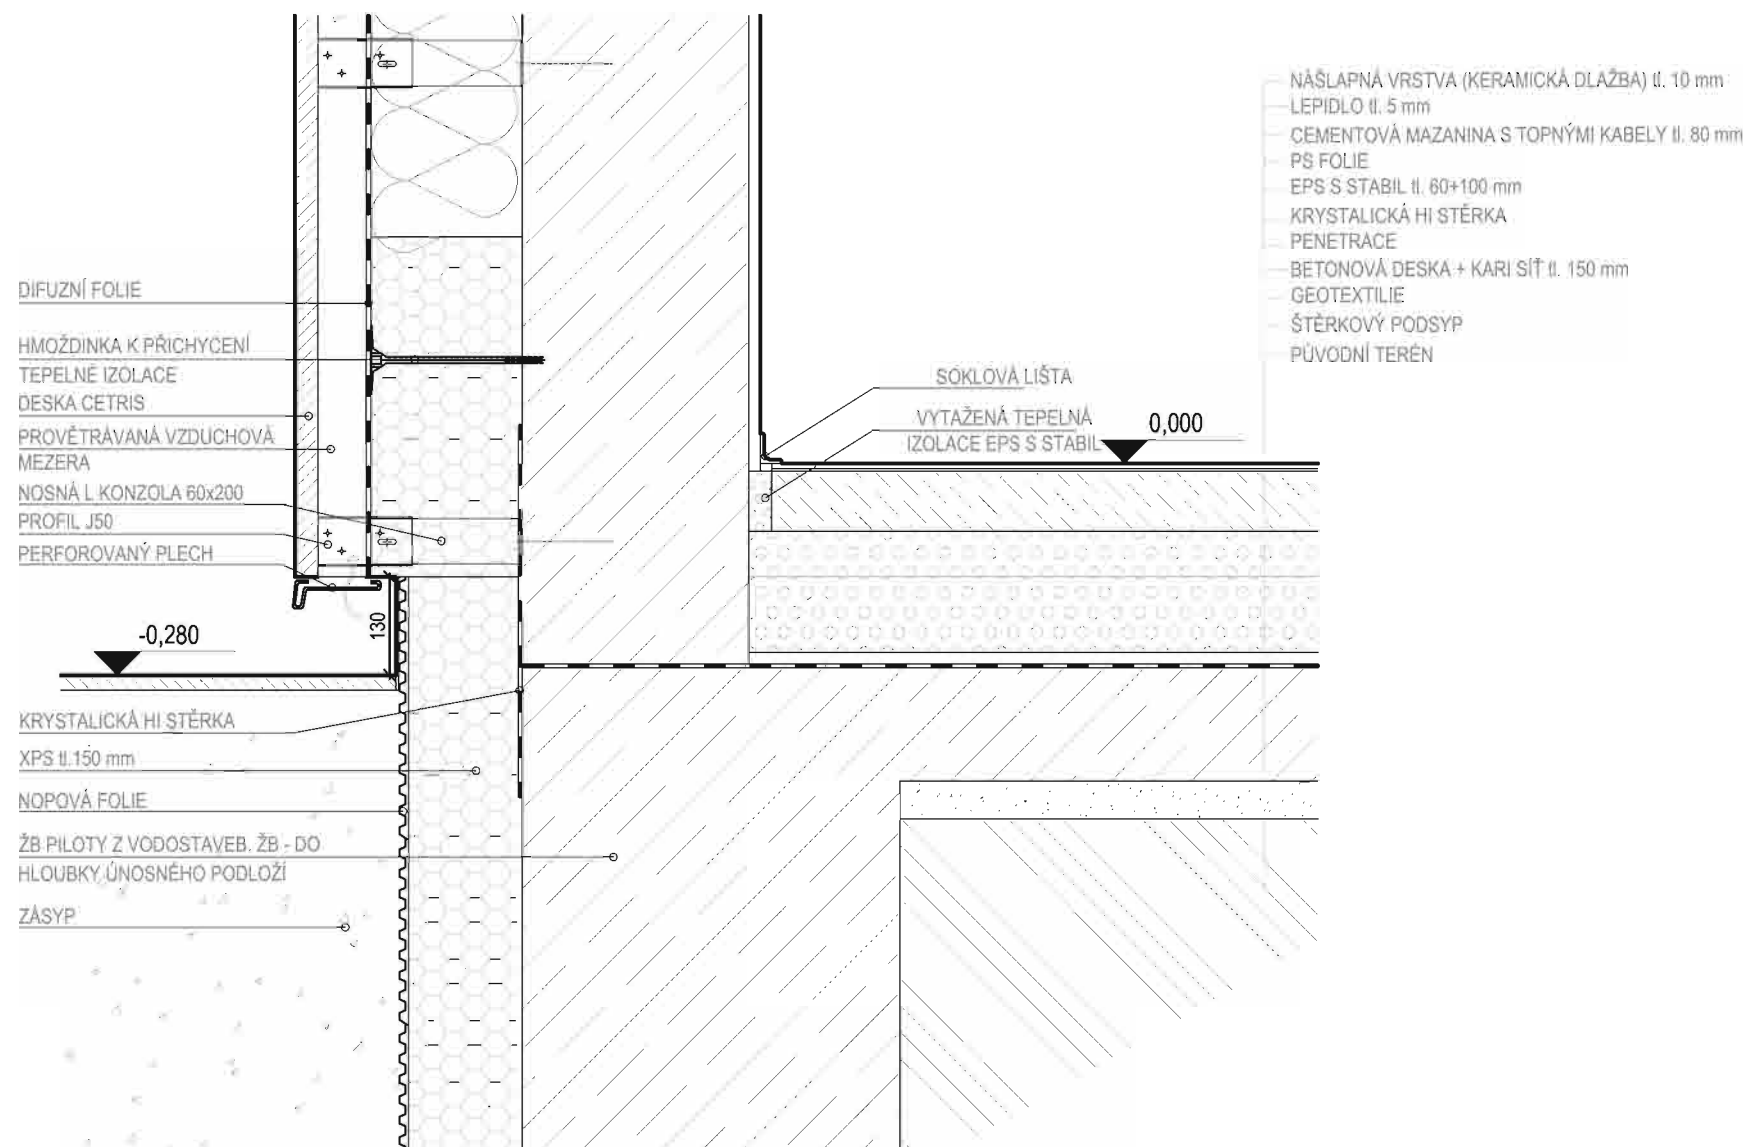 NÁŠLAPNÁ VRSTVA (KERAMICKÁ DLAŽBA) tl. 10 mm
LEPIDLO tl. 5 mm
CEMENTOVÁ MAZANINA S TOPNÝMI KABELY tl. 80 mm
PS FOLIE
EPS S STABIL tl. 60+100 mm
KRYSTALICKÁ HI STĚRKA
PENETRACE
BETONOVÁ DESKA + KARI SÍŤ tl. 150 mm
GEOTEXTILIE
ŠTĚRKOVÝ PODSYP
PŮVODNÍ TERÉN
DIFUZNÍ FOLIE
HMOŽDINKA K PŘICHYCENÍ
TEPELNÉ IZOLACE
DESKA CETRIS
PROVĚTRÁVANÁ VZDUCHOVÁ
MEZERA
NOSNÁ L KONZOLA 60x200
PROFIL J50
PERFOROVANÝ PLECH
SOKLOVÁ LIŠTA
VYTAŽENÁ TEPELNÁ
IZOLACE EPS S STABIL
0,000
130
-0,280
KRYSTALICKÁ HI STĚRKA
XPS tl.150 mm
NOPOVÁ FOLIE
ŽB PILOTY Z VODOSTAVEB. ŽB - DO
HLOUBKY ÚNOSNÉHO PODLOŽÍ
ZÁSYP